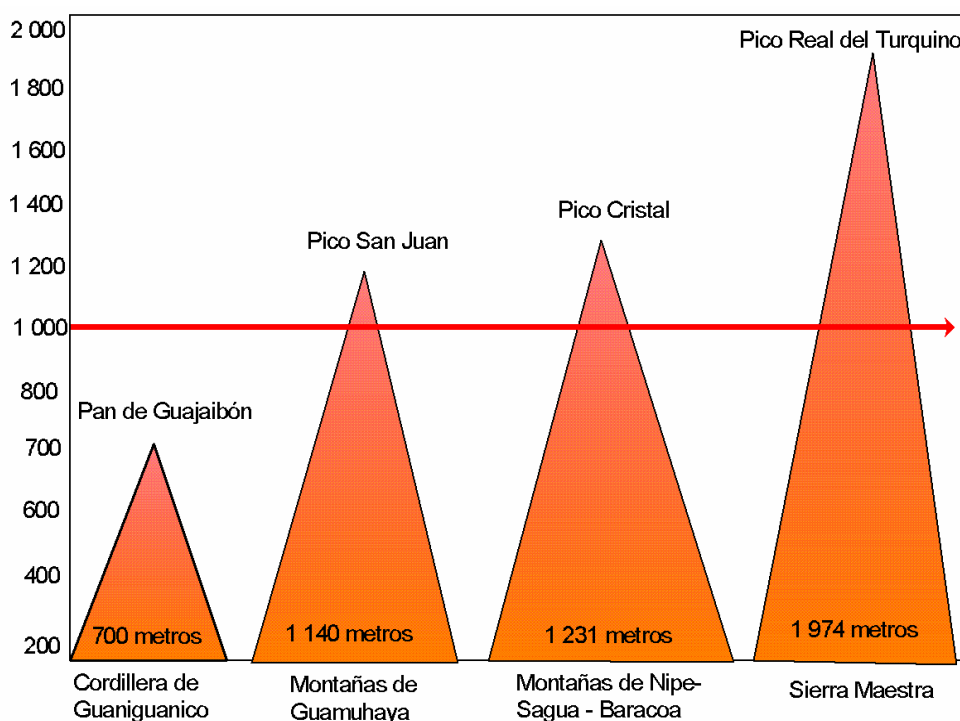 2 000
1 800
1 600
1 400
1 200
1 000
800
700
600
400
200
Pan de Guajaibón
Pico San Juan
Pico Cristal
Pico Real del Turquino
700 metros
1 140 metros
1 231 metros
1 974 metros
Cordillera de
Guaniguanico
Montañas de
Guamuhaya
Montañas de Nipe-
Sagua - Baracoa
Sierra Maestra